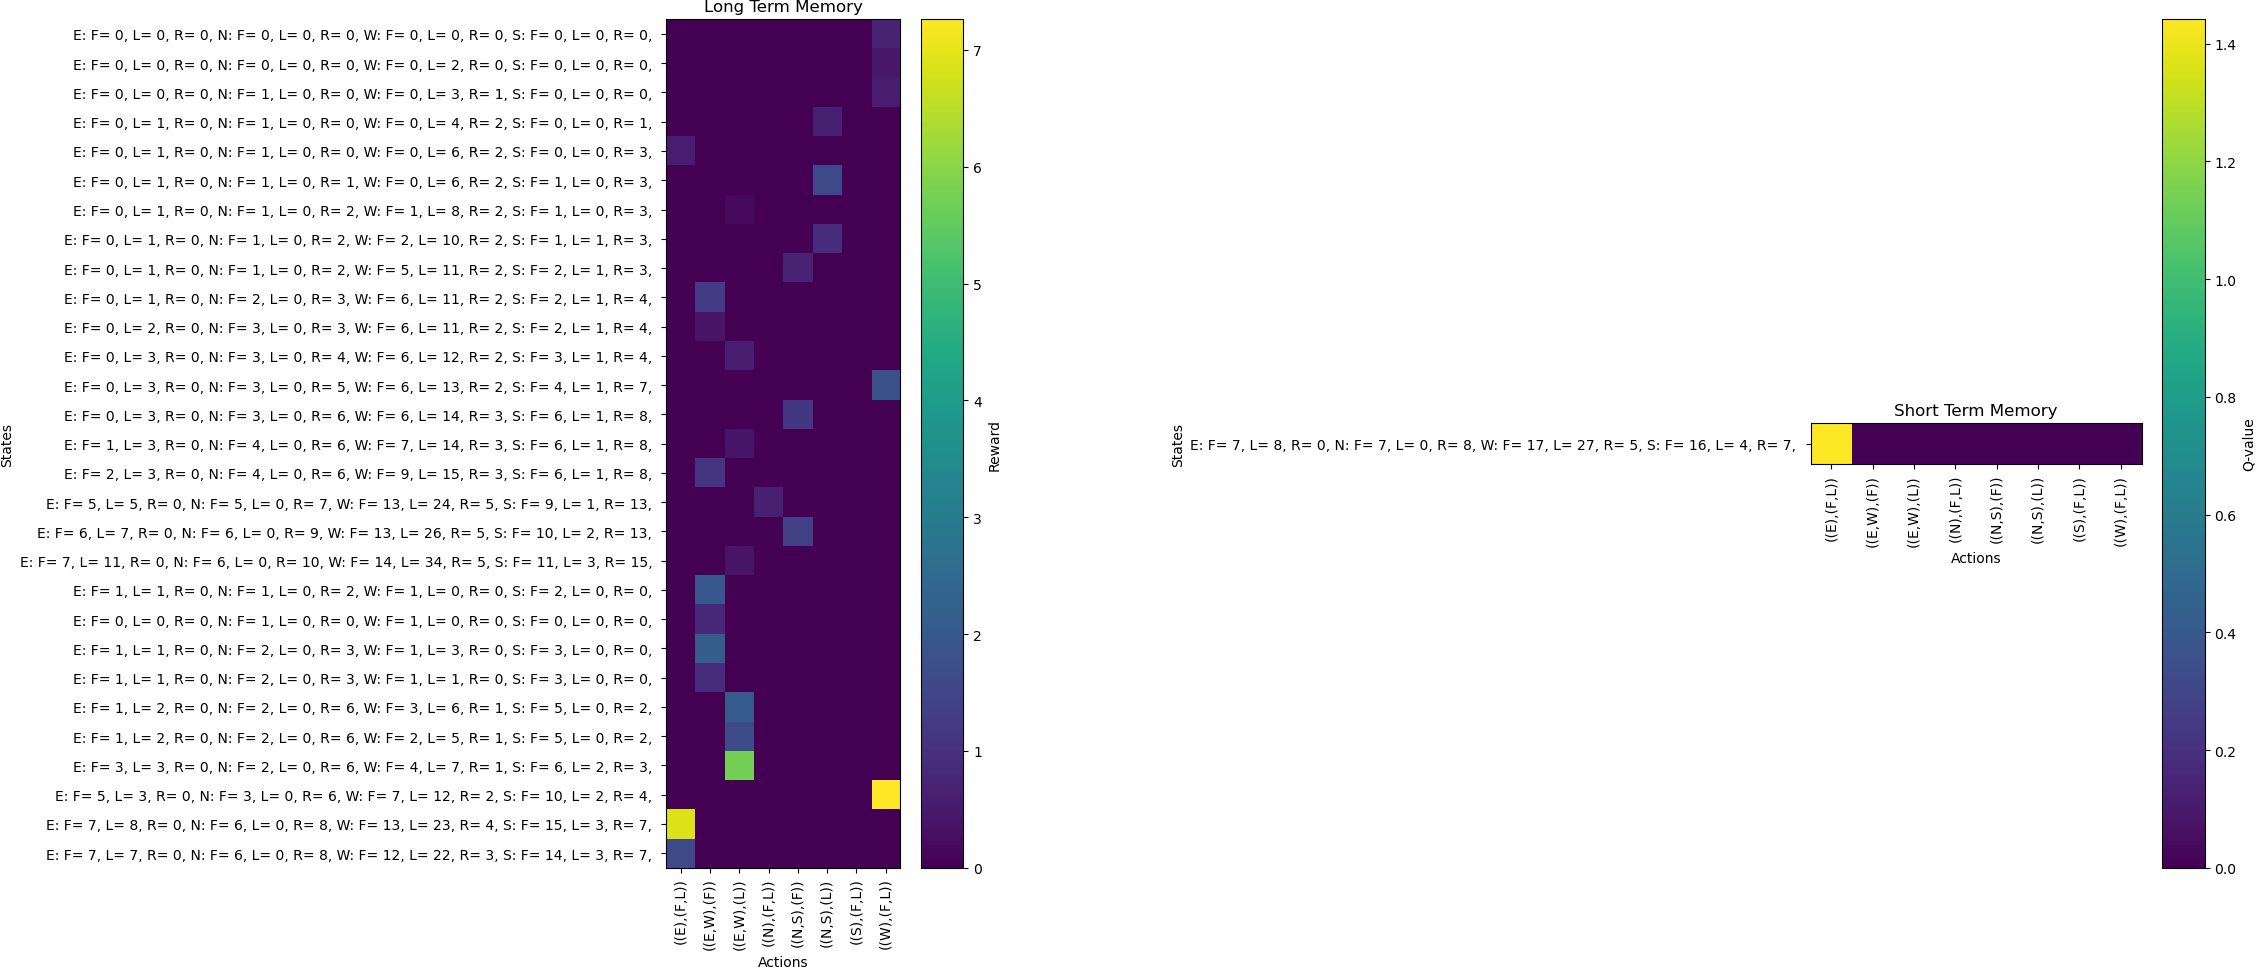 Long Term Memory
E: F= 0, L= 0, R= 0, N: F= 0, L= 0, R= 0, W: F= 0, L= 0, R= 0, S: F= 0, L= 0, R= 0,
E: F= 0, L= 0, R= 0, N: F= 0, L= 0, R= 0, W: F= 0, L= 2, R= 0, S: F= 0, L= 0, R= 0,
E: F= 0, L= 0, R= 0, N: F= 1, L= 0, R= 0, W: F= 0, L= 3, R= 1, S: F= 0, L= 0, R= 0,
E: F= 0, L= 1, R= 0, N: F= 1, L= 0, R= 0, W: F= 0, L= 4, R= 2, S: F= 0, L= 0, R= 1,
E: F= 0, L= 1, R= 0, N: F= 1, L= 0, R= 0, W: F= 0, L= 6, R= 2, S: F= 0, L= 0, R= 3,
E: F= 0, L= 1, R= 0, N: F= 1, L= 0, R= 1, W: F= 0, L= 6, R= 2, S: F= 1, L= 0, R= 3,
E: F= 0, L= 1, R= 0, N: F= 1, L= 0, R= 2, W: F= 1, L= 8, R= 2, S: F= 1, L= 0, R= 3,
E: F= 0, L= 1, R= 0, N: F= 1, L= 0, R= 2, W: F= 2, L= 10, R= 2, S: F= 1, L= 1, R= 3,
E: F= 0, L= 1, R= 0, N: F= 1, L= 0, R= 2, W: F= 5, L= 11, R= 2, S: F= 2, L= 1, R= 3,
E: F= 0, L= 1, R= 0, N: F= 2, L= 0, R= 3, W: F= 6, L= 11, R= 2, S: F= 2, L= 1, R= 4,
E: F= 0, L= 2, R= 0, N: F= 3, L= 0, R= 3, W: F= 6, L= 11, R= 2, S: F= 2, L= 1, R= 4,
E: F= 0, L= 3, R= 0, N: F= 3, L= 0, R= 4, W: F= 6, L= 12, R= 2, S: F= 3, L= 1, R= 4,
E: F= 0, L= 3, R= 0, N: F= 3, L= 0, R= 5, W: F= 6, L= 13, R= 2, S: F= 4, L= 1, R= 7,
E: F= 0, L= 3, R= 0, N: F= 3, L= 0, R= 6, W: F= 6, L= 14, R= 3, S: F= 6, L= 1, R= 8,
E: F= 1, L= 3, R= 0, N: F= 4, L= 0, R= 6, W: F= 7, L= 14, R= 3, S: F= 6, L= 1, R= 8,
E: F= 2, L= 3, R= 0, N: F= 4, L= 0, R= 6, W: F= 9, L= 15, R= 3, S: F= 6, L= 1, R= 8,
E: F= 5, L= 5, R= 0, N: F= 5, L= 0, R= 7, W: F= 13, L= 24, R= 5, S: F= 9, L= 1, R= 13,
E: F= 6, L= 7, R= 0, N: F= 6, L= 0, R= 9, W: F= 13, L= 26, R= 5, S: F= 10, L= 2, R= 13,
E: F= 7, L= 11, R= 0, N: F= 6, L= 0, R= 10, W: F= 14, L= 34, R= 5, S: F= 11, L= 3, R= 15,
E: F= 1, L= 1, R= 0, N: F= 1, L= 0, R= 2, W: F= 1, L= 0, R= 0, S: F= 2, L= 0, R= 0,
E: F= 0, L= 0, R= 0, N: F= 1, L= 0, R= 0, W: F= 1, L= 0, R= 0, S: F= 0, L= 0, R= 0,
E: F= 1, L= 1, R= 0, N: F= 2, L= 0, R= 3, W: F= 1, L= 3, R= 0, S: F= 3, L= 0, R= 0,
E: F= 1, L= 1, R= 0, N: F= 2, L= 0, R= 3, W: F= 1, L= 1, R= 0, S: F= 3, L= 0, R= 0,
E: F= 1, L= 2, R= 0, N: F= 2, L= 0, R= 6, W: F= 3, L= 6, R= 1, S: F= 5, L= 0, R= 2,
E: F= 1, L= 2, R= 0, N: F= 2, L= 0, R= 6, W: F= 2, L= 5, R= 1, S: F= 5, L= 0, R= 2,
E: F= 3, L= 3, R= 0, N: F= 2, L= 0, R= 6, W: F= 4, L= 7, R= 1, S: F= 6, L= 2, R= 3,
E: F= 5, L= 3, R= 0, N: F= 3, L= 0, R= 6, W: F= 7, L= 12, R= 2, S: F= 10, L= 2, R= 4,
E: F= 7, L= 8, R= 0, N: F= 6, L= 0, R= 8, W: F= 13, L= 23, R= 4, S: F= 15, L= 3, R= 7,
E: F= 7, L= 7, R= 0, N: F= 6, L= 0, R= 8, W: F= 12, L= 22, R= 3, S: F= 14, L= 3, R= 7,
States
((E),(F,L))
((E,W),(F))
((E,W),(L))
((N),(F,L))
((N,S),(F))
((N,S),(L))
((S),(F,L))
((W),(F,L))
Actions
7
6
5
4
3
2
1
0
Reward
Short Term Memory
States
E: F= 7, L= 8, R= 0, N: F= 7, L= 0, R= 8, W: F= 17, L= 27, R= 5, S: F= 16, L= 4, R= 7,
((E),(F,L))
((E,W),(F))
((E,W),(L))
((N),(F,L))
((N,S),(F))
((N,S),(L))
((S),(F,L))
((W),(F,L))
Actions
1.4
1.2
1.0
0.8
0.6
0.4
0.2
0.0
Q-value